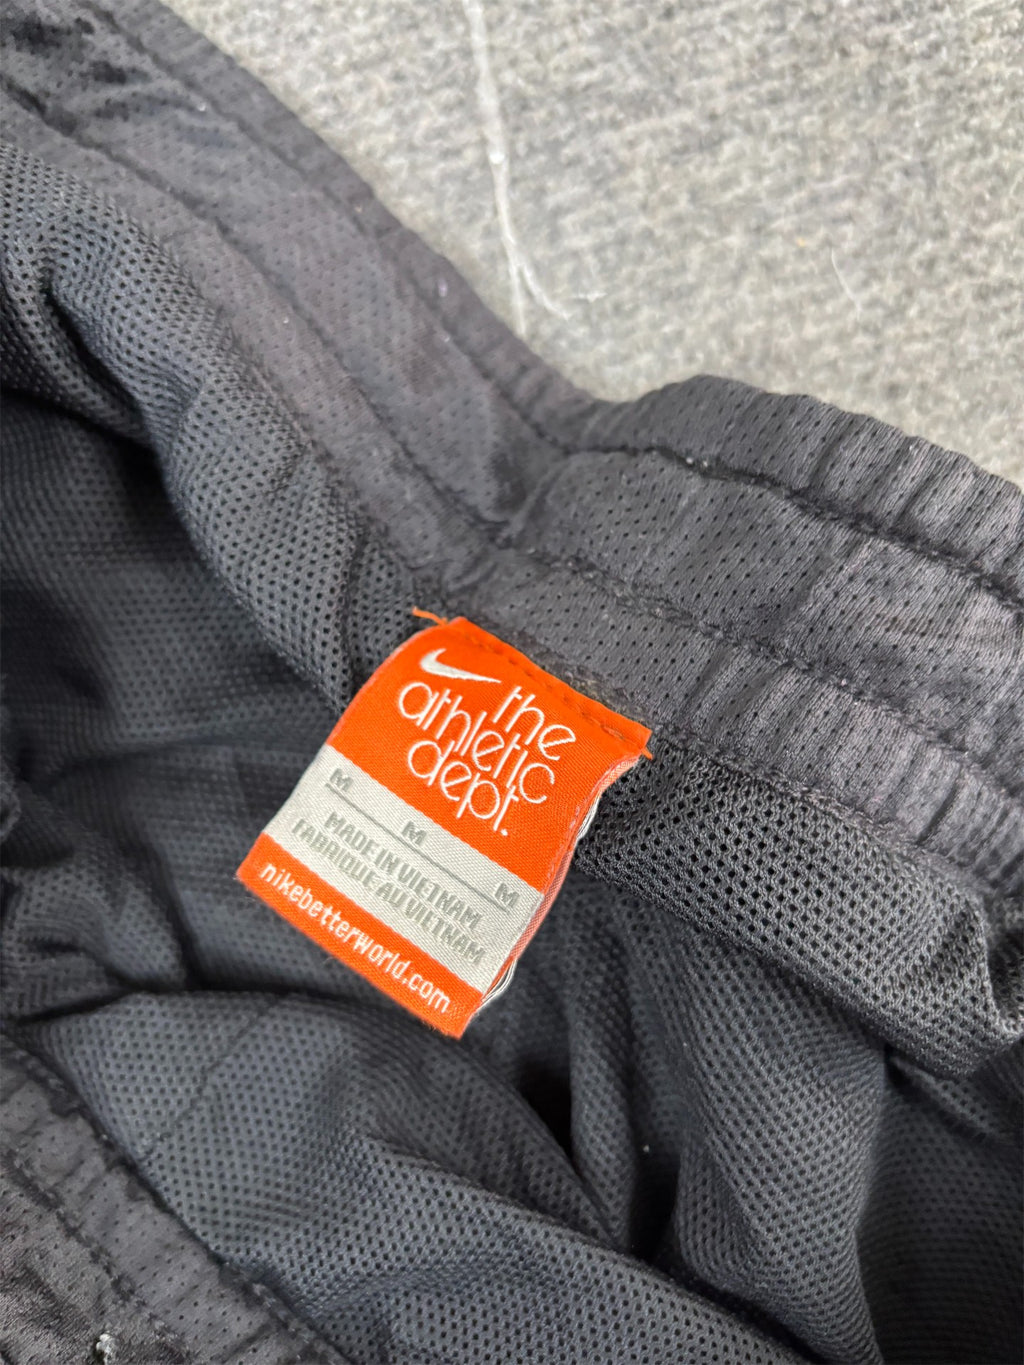 the
athletic
dept.
M
M
M
MADE IN VIETNAM
FABRIQUE AU VIETNAM
nikebetterworld.com